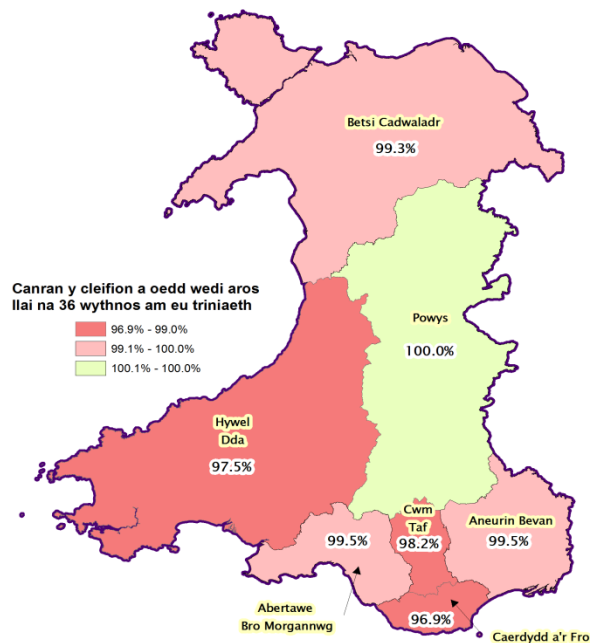 Betsi Cadwaladr
99.3%
Canran y cleifion a oedd wedi aros
llai na 36 wythnos am eu triniaeth
96.9% - 99.0%
99.1% - 100.0%
100.1% - 100.0%
Powys
100.0%
Hywel
Dda
97.5%
Cwm
Taf
98.2%
Aneurin Bevan
99.5%
99.5%
Abertawe
Bro Morgannwg
96.9%
Caerdydd a'r Fro